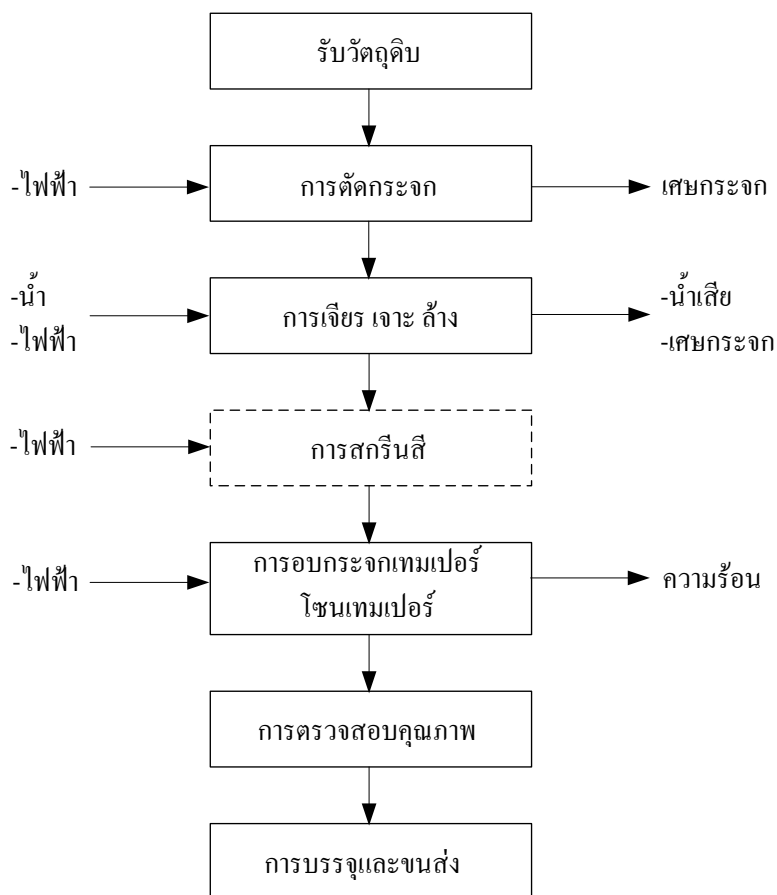 รับวัตถุดิบ
-ไฟฟ้า
การตัดกระจก
เศษกระจก
-น้ำ
-ไฟฟ้า
การเจียร เจาะ ล้าง
-น้ำเสีย
-เศษกระจก
-ไฟฟ้า
การสกรีนสี
-ไฟฟ้า
การอบกระจกเทมเปอร์
โซนเทมเปอร์
ความร้อน
การตรวจสอบคุณภาพ
การบรรจุและขนส่ง